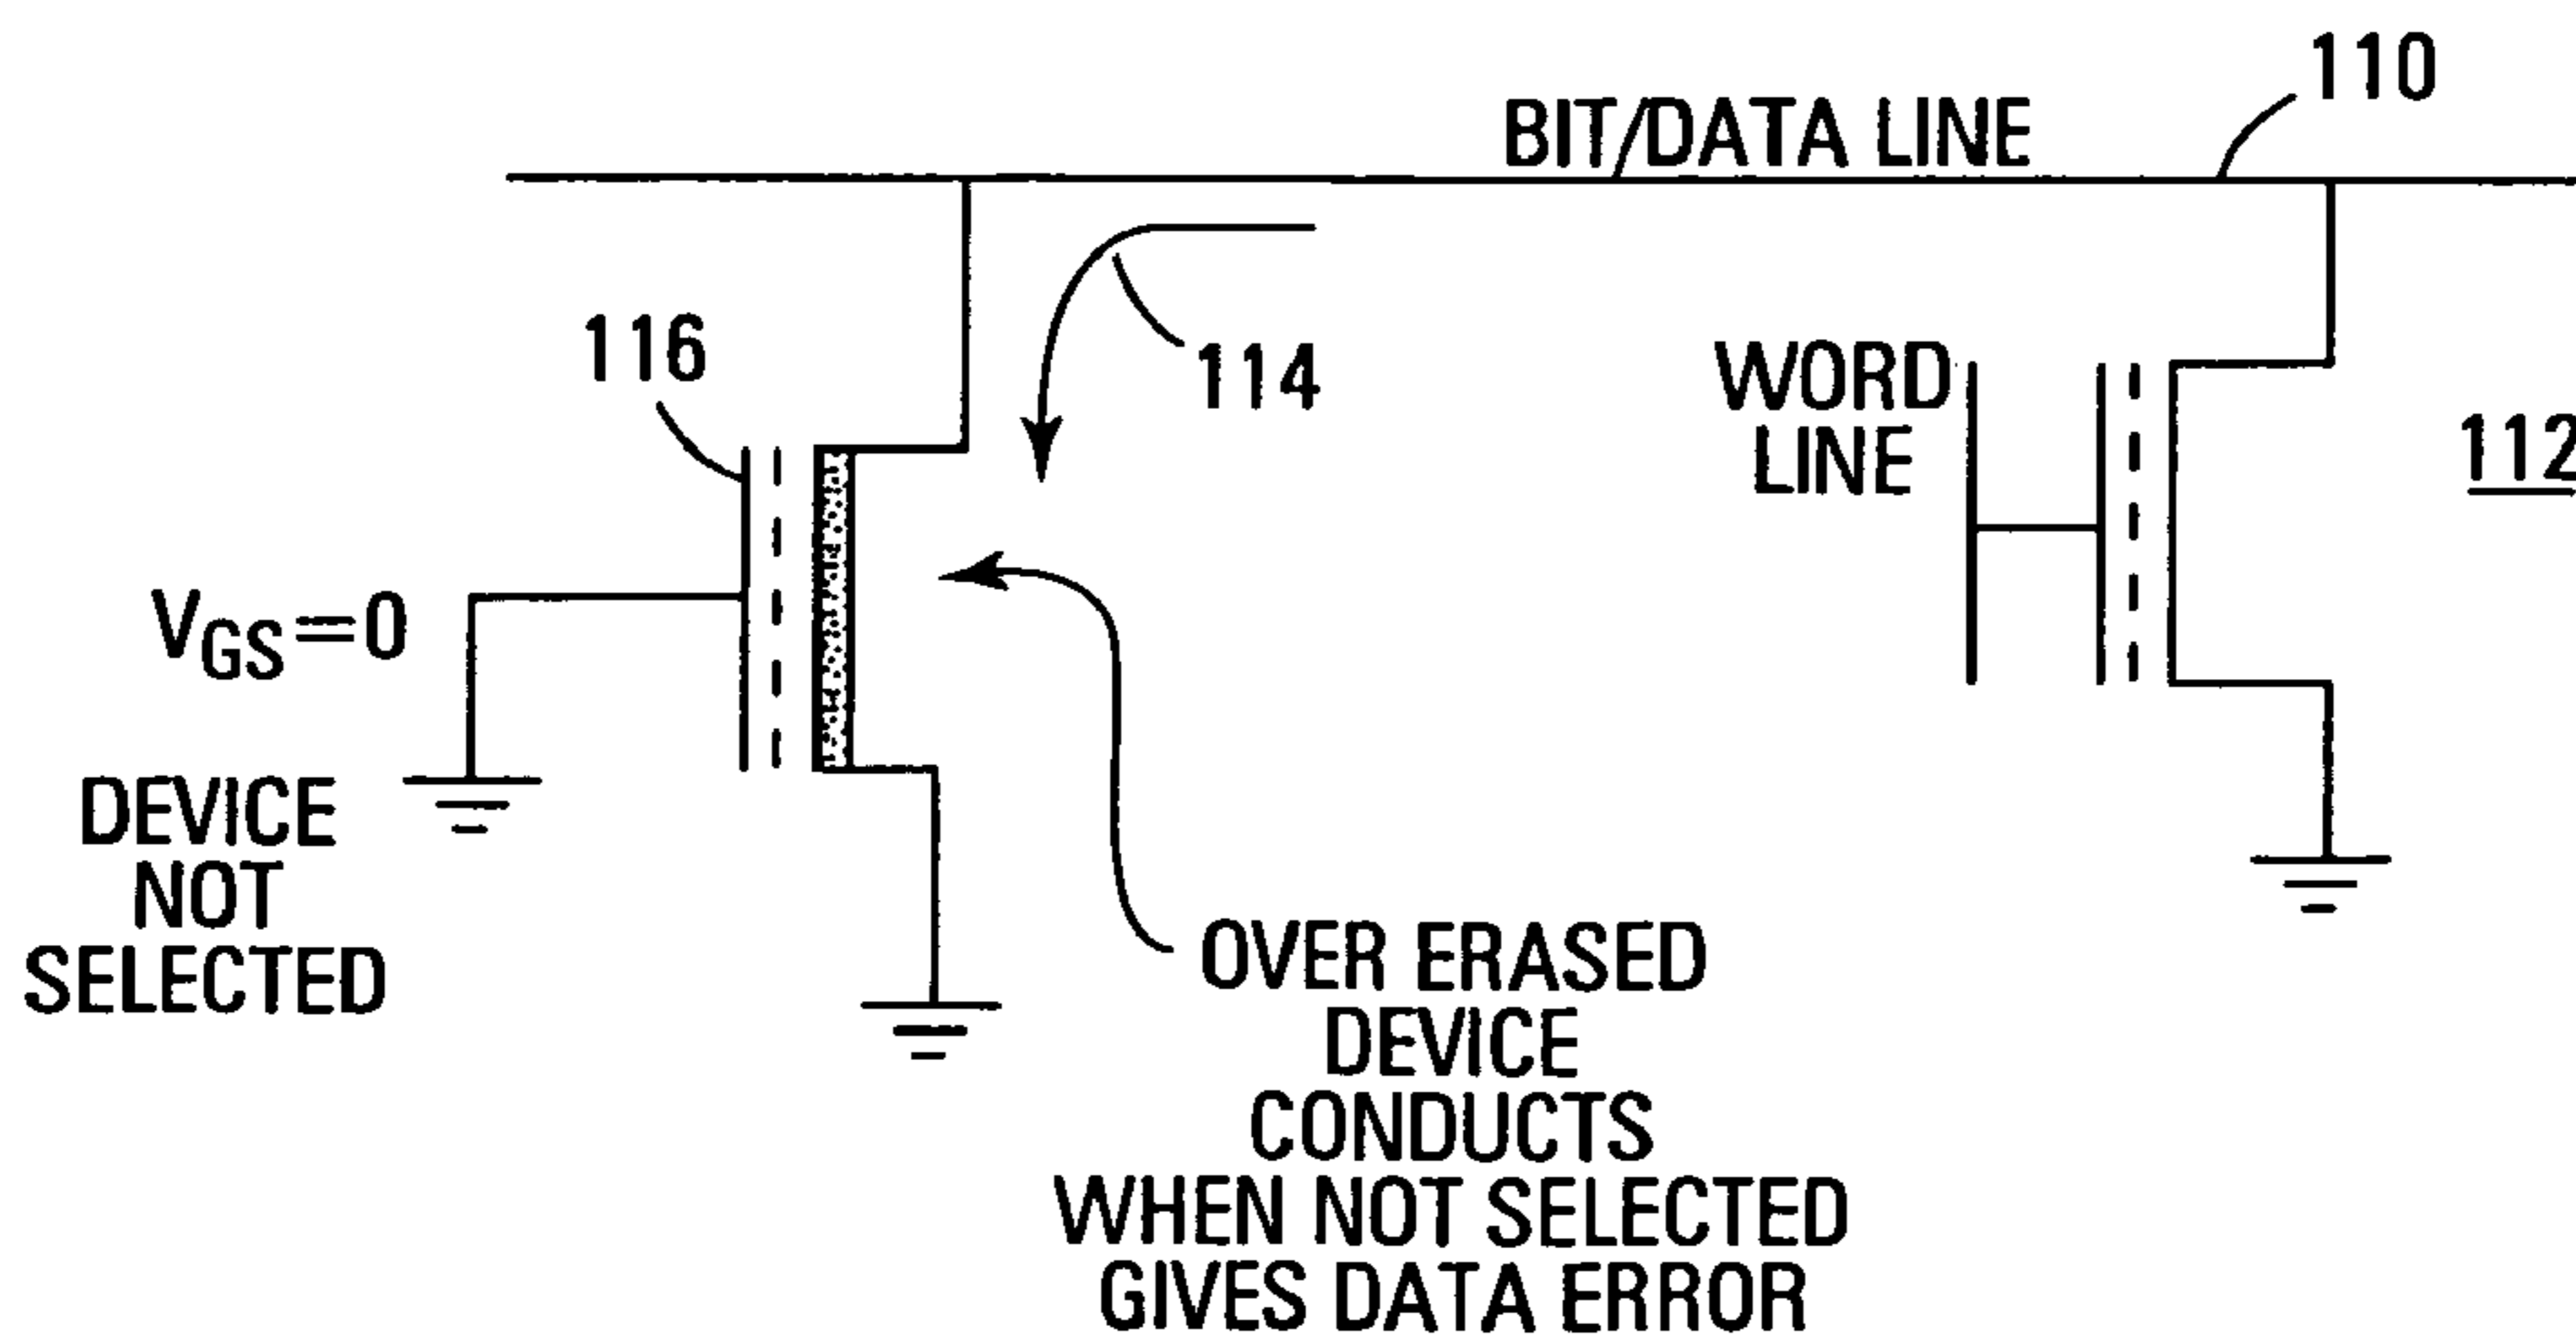 110
BIT/DATA LINE
116
114
WORD
LINE
112
V_GS=0
DEVICE
NOT
SELECTED
OVER ERASED
DEVICE
CONDUCTS
WHEN NOT SELECTED
GIVES DATA ERROR